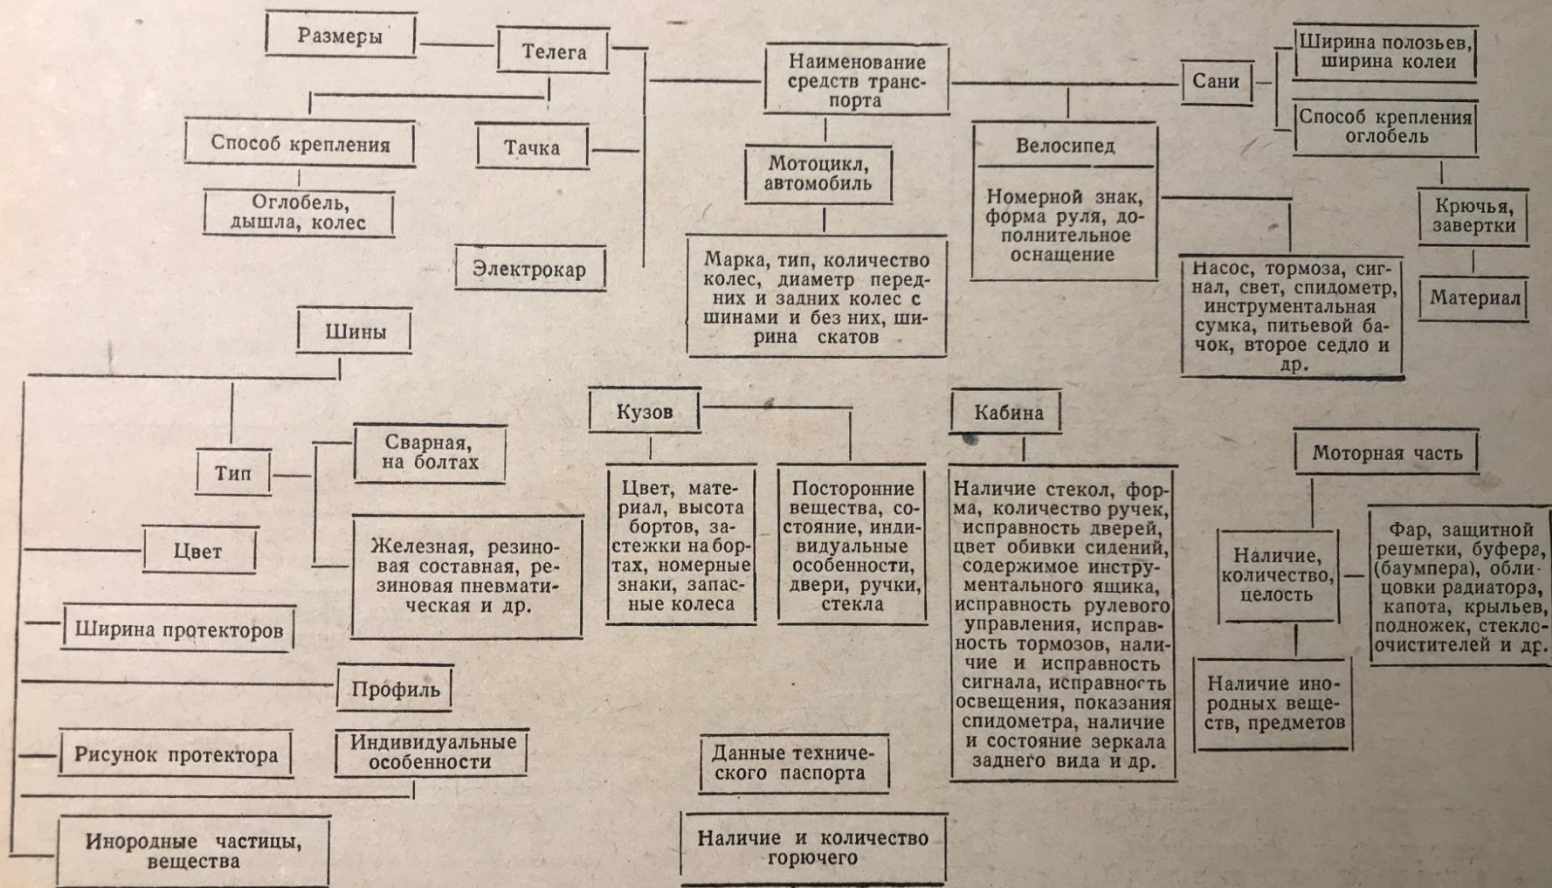 Размеры
Телега
Наименование
средств транс-
порта
Сани
Ширина полозьев,
ширина колеи
Способ крепления
оглобель
Способ крепления
Тачка
Мотоцикл,
автомобиль
Велосипед
Номерной знак,
форма руля, до-
полнительное
оснащение
Оглобель,
дышла, колес
Крючья,
завертки
Электрокар
Марка, тип, количество
колес, диаметр перед-
них и задних колес с
шинами и без них, ши-
рина скатов
Насос, тормоза, сиг-
нал, свет, спидометр,
инструментальная
сумка, питьевой ба-
чок, второе седло и
др.
Материал
Шины
Тип
Сварная,
на болтах
Железная, резино-
вая составная, ре-
зиновая пневмати-
ческая и др.
Цвет
Ширина протекторов
Профиль
Рисунок протектора
Индивидуальные
особенности
Инородные частицы,
вещества
Кузов
Цвет, мате-
риал, высота
бортов, за-
стежки на бор-
тах, номерные
знаки, запас-
ные колеса
Посторонние
вещества, со-
стояние, инди-
видуальные
особенности,
двери, ручки,
стекла
Кабина
Наличие стекол, фор-
ма, количество ручек,
исправность дверей,
цвет обивки сидений,
содержимое инстру-
ментального ящика,
исправность рулевого
управления, исправ-
ность тормозов, нали-
чие и исправность
сигнала, исправность
освещения, показания
спидометра, наличие
и состояние зеркала
заднего вида и др.
Моторная часть
Наличие,
количество,
целость
Фар, защитной
решетки, буфера,
(баумпера), обли-
цовки радиатора,
капота, крыльев,
подножек, стекло-
очистителей и др.
Наличие ино-
родных веще-
ств, предметов
Данные техниче-
ского паспорта
Наличие и количество
горючего